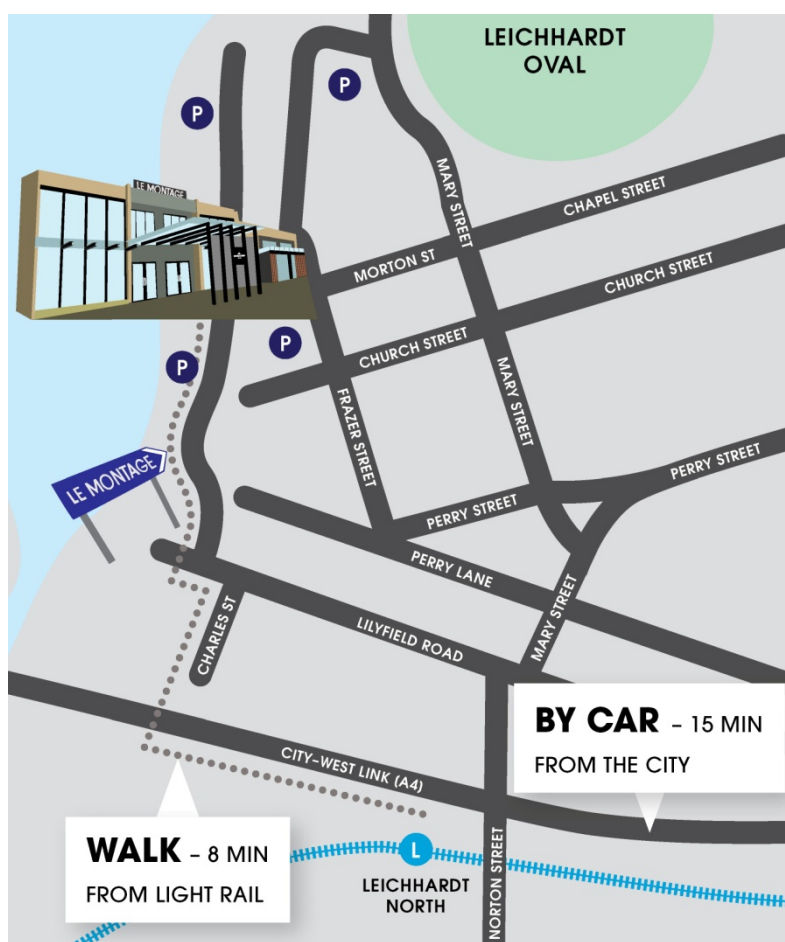 LEICHHARDT
OVAL
P
P
MARY STREET
CHAPEL STREET
LE MONTAGE
MORTON ST
CHURCH STREET
P
CHURCH STREET
P
MARY STREET
FRAZER STREET
LE MONTAGE
PERRY STREET
PERRY STREET
PERRY LANE
MARY STREET
CHARLES ST
LILYFIELD ROAD
BY CAR – 15 MIN
FROM THE CITY
CITY–WEST LINK (A4)
WALK – 8 MIN
FROM LIGHT RAIL
L
LEICHHARDT
NORTH
NORTON STREET